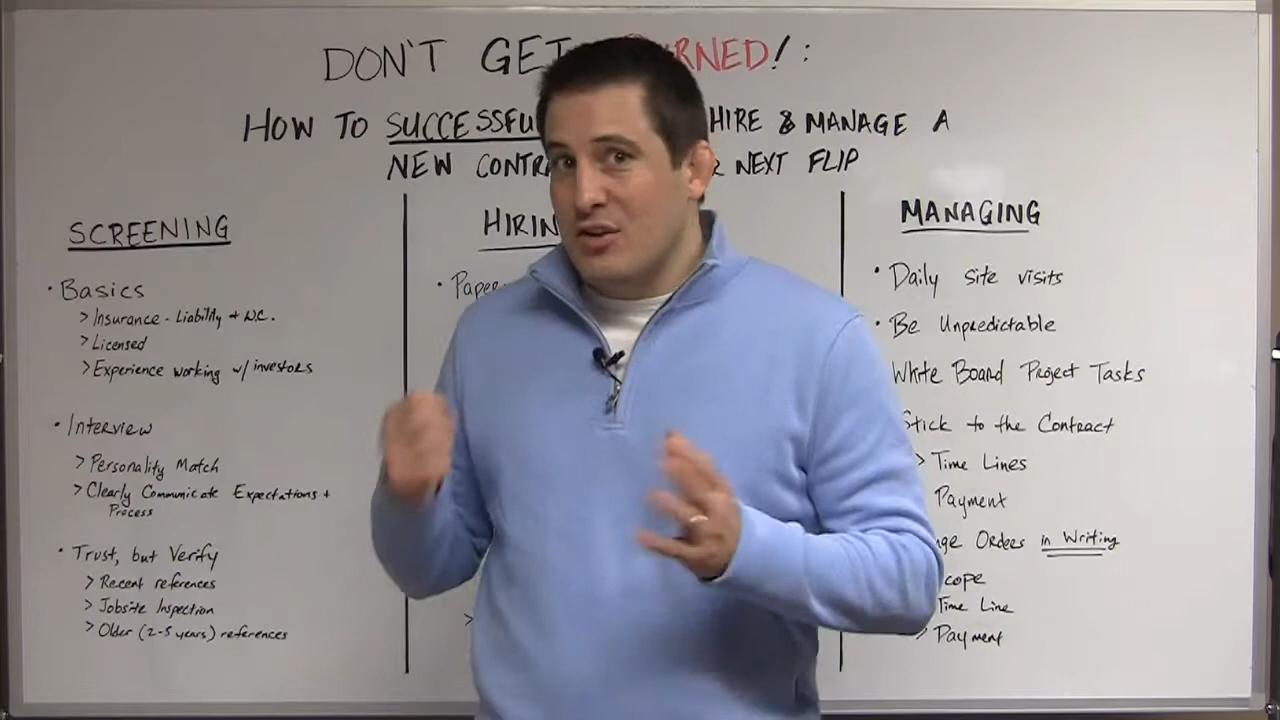 DON'T GET RNED!:
HOW TO SUCCESSFU HIRE & MANAGE A
NEW CONTR NEXT FLIP
SCREENING
• Basics
> Insurance - Liability + W.C.
> Licensed
> Experience working w/ investors
• Interview
> Personality Match
> Clearly Communicate Expectations +
Process
• Trust, but Verify
> Recent references
> Jobsite Inspection
> Older (2-5 years) references
HIRIN
• Paper
>
MANAGING
• Daily site visits
• Be Unpredictable
White Board Project Tasks
Stick to the Contract
> Time Lines
Payment
nge Orders in Writing
cope
Time Line
> Payment